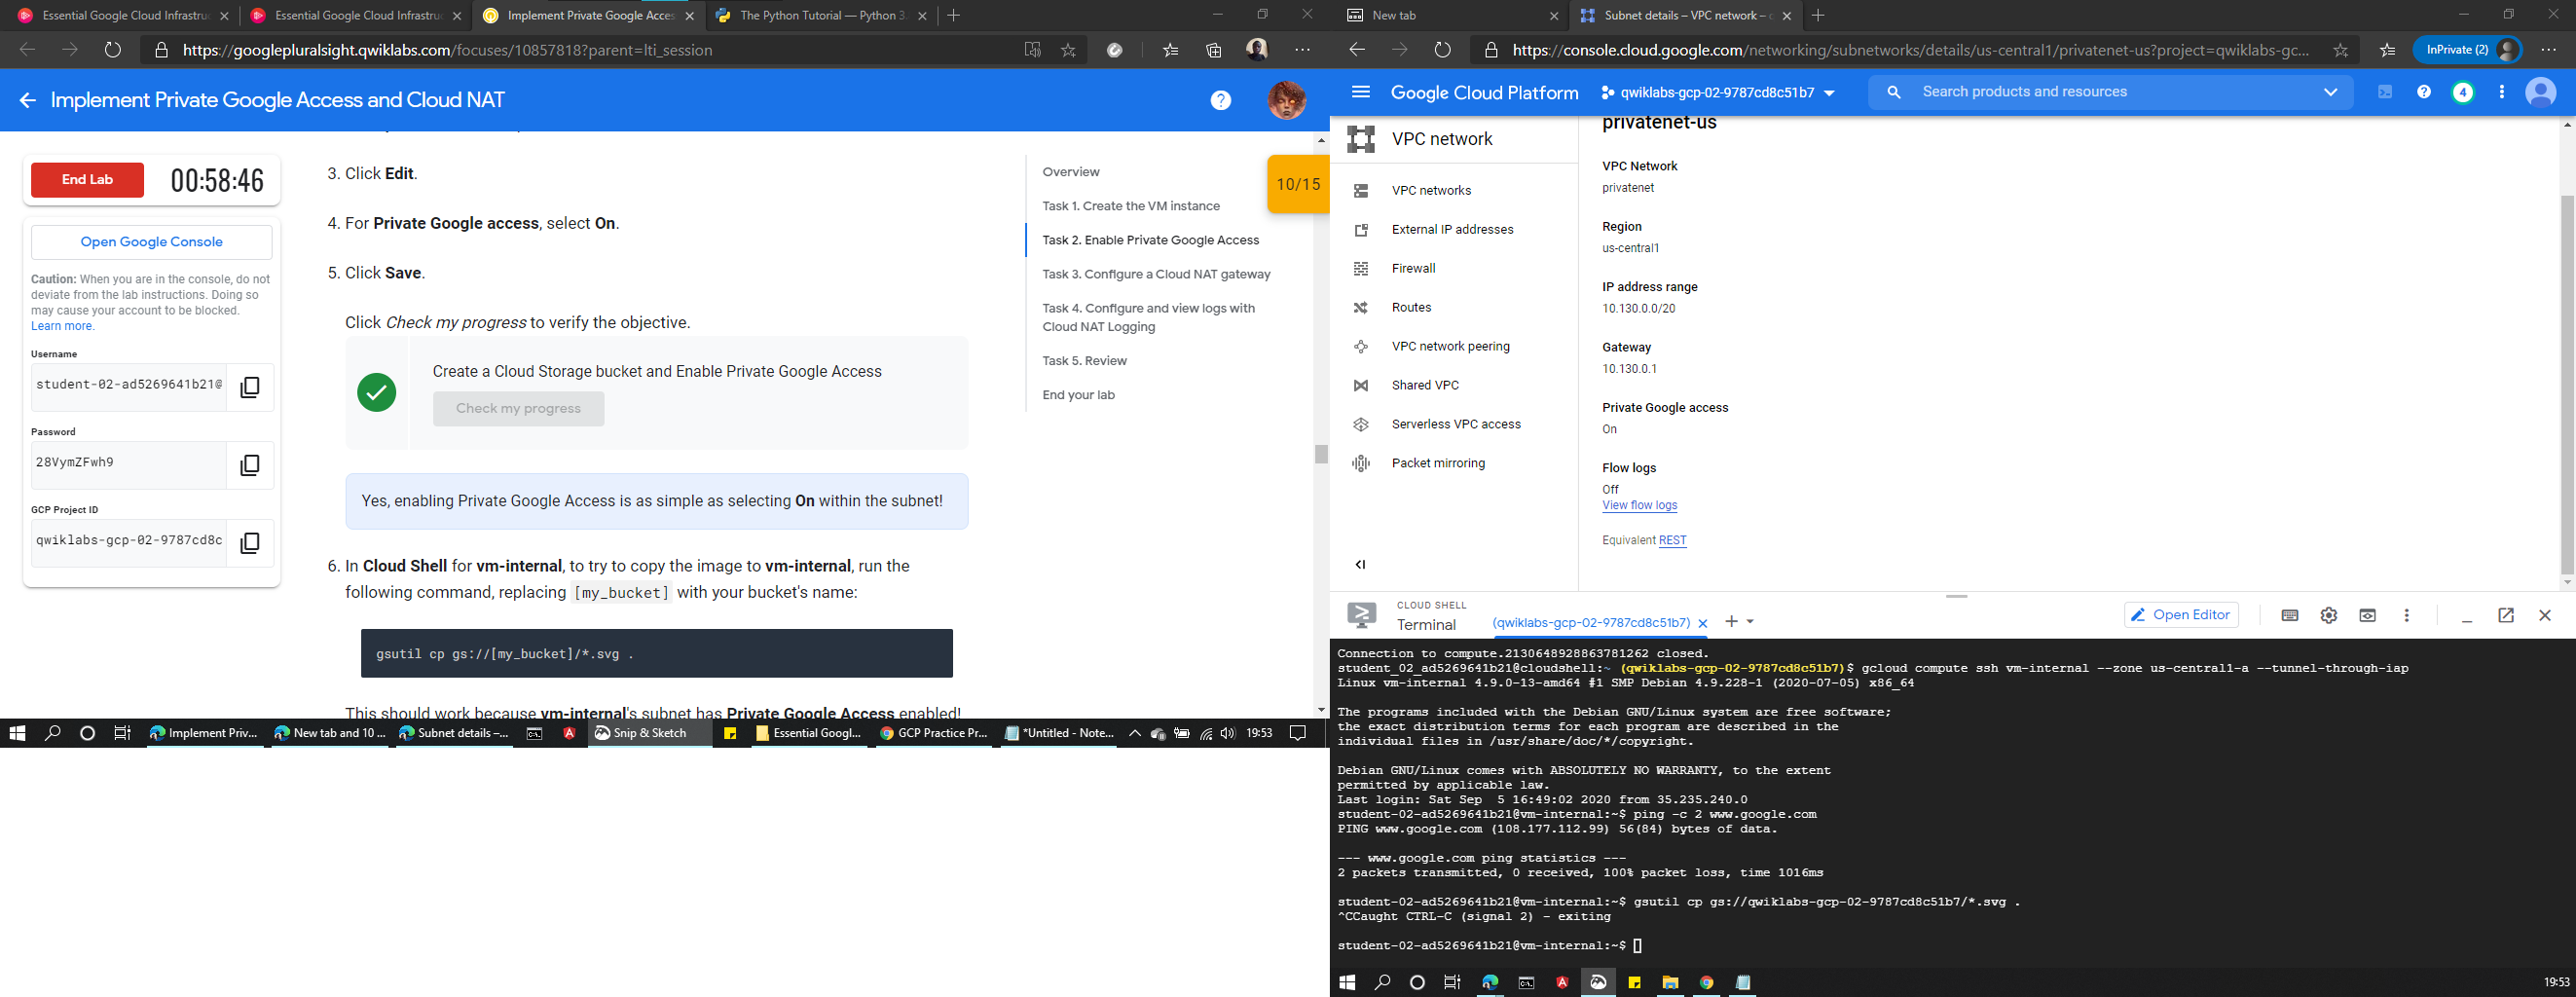 Essential Google Cloud Infrastruc
Essential Google Cloud Infrastruc
Implement Private Google Access
The Python Tutorial — Python 3.
https://googlepluralsight.qwiklabs.com/focuses/10857818?parent=lti_session
Implement Private Google Access and Cloud NAT
End Lab
00:58:46
Open Google Console
Caution: When you are in the console, do not
deviate from the lab instructions. Doing so
may cause your account to be blocked.
Learn more.
Username
student-02-ad5269641b21@
Password
28VymZFwh9
GCP Project ID
qwiklabs-gcp-02-9787cd8c
3. Click Edit.
4. For Private Google access, select On.
5. Click Save.
Click Check my progress to verify the objective.
Create a Cloud Storage bucket and Enable Private Google Access
Check my progress
Yes, enabling Private Google Access is as simple as selecting On within the subnet!
6. In Cloud Shell for vm-internal, to try to copy the image to vm-internal, run the
following command, replacing [my_bucket] with your bucket's name:
gsutil cp gs://[my_bucket]/*.svg .
This should work because vm-internal's subnet has Private Google Access enabled!
Overview
Task 1. Create the VM instance
Task 2. Enable Private Google Access
Task 3. Configure a Cloud NAT gateway
Task 4. Configure and view logs with
Cloud NAT Logging
Task 5. Review
End your lab
10/15
Implement Priv...
New tab and 10 ...
Subnet details –...
Snip & Sketch
Essential Googl...
GCP Practice Pr...
*Untitled - Note...
19:53
New tab
Subnet details – VPC network – q
https://console.cloud.google.com/networking/subnetworks/details/us-central1/privatenet-us?project=qwiklabs-gc...
InPrivate (2)
Google Cloud Platform
qwiklabs-gcp-02-9787cd8c51b7
Search products and resources
4
VPC network
VPC networks
External IP addresses
Firewall
Routes
VPC network peering
Shared VPC
Serverless VPC access
Packet mirroring
privatenet-us
VPC Network
privatenet
Region
us-central1
IP address range
10.130.0.0/20
Gateway
10.130.0.1
Private Google access
On
Flow logs
Off
View flow logs
Equivalent REST
CLOUD SHELL
Terminal
(qwiklabs-gcp-02-9787cd8c51b7)
Open Editor
Connection to compute.2130648928863781262 closed.
student_02_ad5269641b21@cloudshell:~ (qwiklabs-gcp-02-9787cd8c51b7)$ gcloud compute ssh vm-internal --zone us-central1-a --tunnel-through-iap
Linux vm-internal 4.9.0-13-amd64 #1 SMP Debian 4.9.228-1 (2020-07-05) x86_64
The programs included with the Debian GNU/Linux system are free software;
the exact distribution terms for each program are described in the
individual files in /usr/share/doc/*/copyright.
Debian GNU/Linux comes with ABSOLUTELY NO WARRANTY, to the extent
permitted by applicable law.
Last login: Sat Sep  5 16:49:02 2020 from 35.235.240.0
student-02-ad5269641b21@vm-internal:~$ ping -c 2 www.google.com
PING www.google.com (108.177.112.99) 56(84) bytes of data.
--- www.google.com ping statistics ---
2 packets transmitted, 0 received, 100% packet loss, time 1016ms
student-02-ad5269641b21@vm-internal:~$ gsutil cp gs://qwiklabs-gcp-02-9787cd8c51b7/*.svg .
^CCaught CTRL-C (signal 2) - exiting
student-02-ad5269641b21@vm-internal:~$
19:53